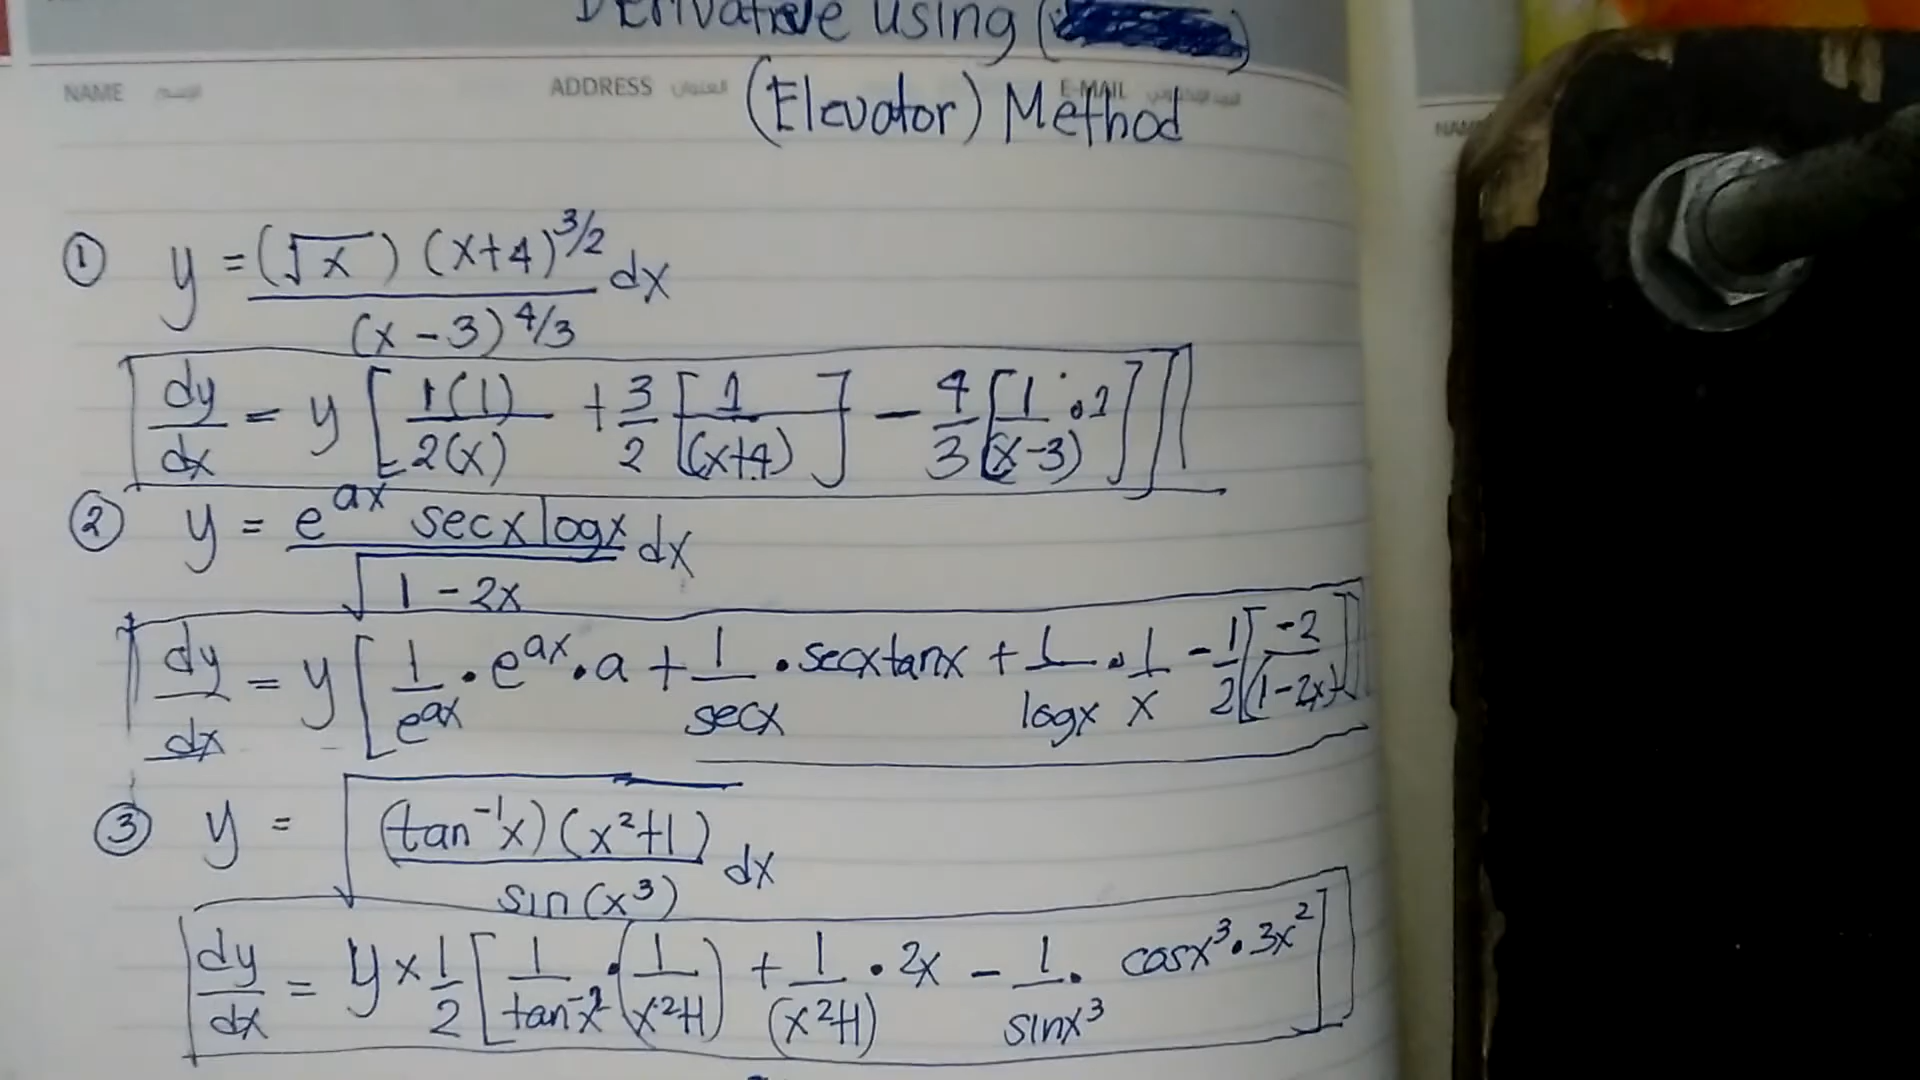 Derivative using (
NAME الاسم ADDRESS العنوان E-MAIL البريد الإلكتروني
(Elevator) Method
NAM
① y = (√x) (x+4)^3/2 / (x-3)^4/3 dx
dy/dx = y [ 1(1)/2(x) + 3/2 [ 1/(x+4) ] - 4/3 [ 1/(x-3) · 1 ] ]
② y = e^ax secx logx / √1-2x dx
dy/dx = y [ 1/e^ax · e^ax · a + 1/secx · secxtanx + 1/logx · 1/x - 1/2 [ -2/(1-2x) ] ]
③ y = √(tan⁻¹x) (x²+1) / sin(x³) dx
dy/dx = y × 1/2 [ 1/tan⁻¹x · (1/x²+1) + 1/(x²+1) · 2x - 1/sinx³ · cosx³ · 3x² ]